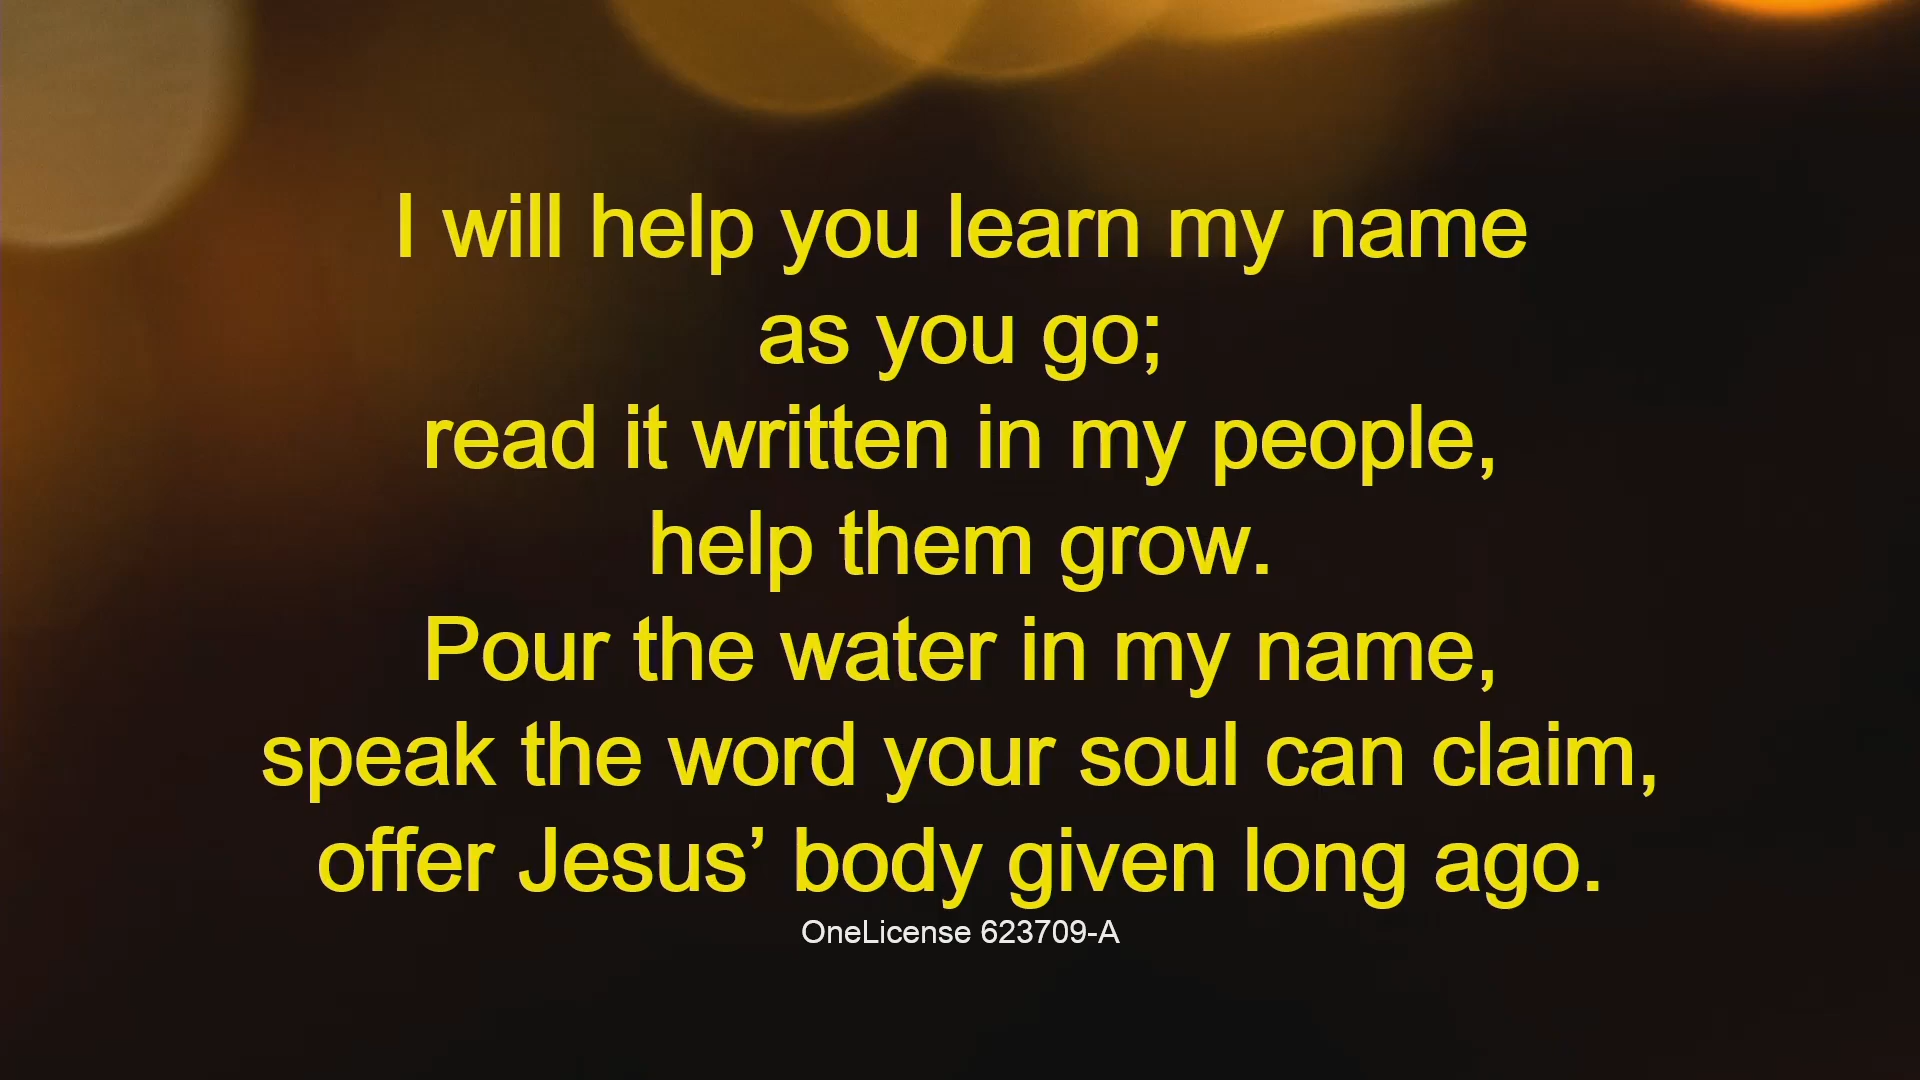 I will help you learn my name
as you go;
read it written in my people,
help them grow.
Pour the water in my name,
speak the word your soul can claim,
offer Jesus’ body given long ago.
OneLicense 623709-A